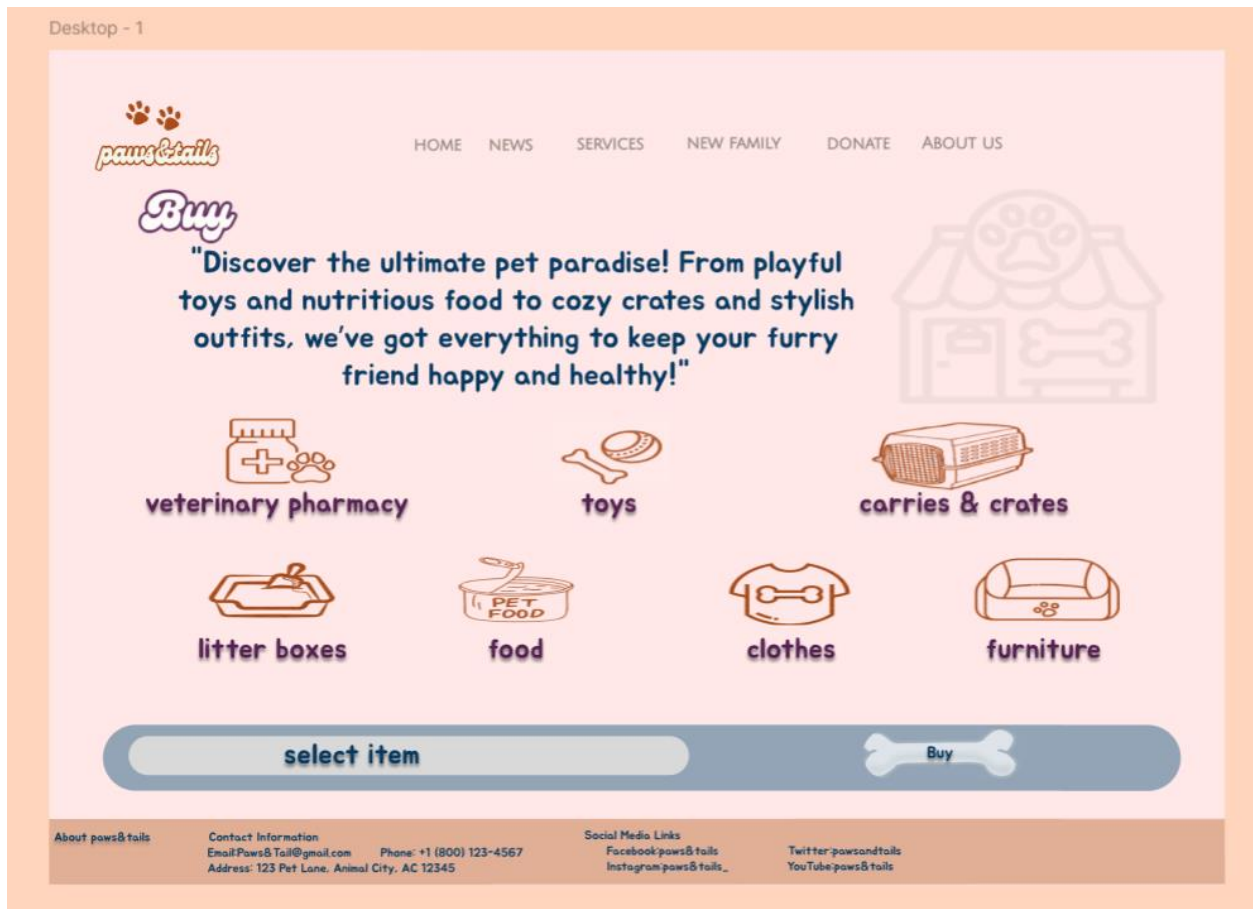 Desktop - 1
paws&tails
HOME NEWS SERVICES NEW FAMILY DONATE ABOUT US
Buy
"Discover the ultimate pet paradise! From playful
toys and nutritious food to cozy crates and stylish
outfits, we've got everything to keep your furry
friend happy and healthy!"
veterinary pharmacy
toys
carries & crates
PET
FOOD
litter boxes
food
clothes
furniture
select item
Buy
About paws&tails
Contact Information
Email:Paws&Tail@gmail.com Phone: +1 (800) 123-4567
Address: 123 Pet Lane, Animal City, AC 12345
Social Media Links
Facebook:paws&tails Twitter:pawsandtails
Instagram:paws&tails_ YouTube:paws&tails